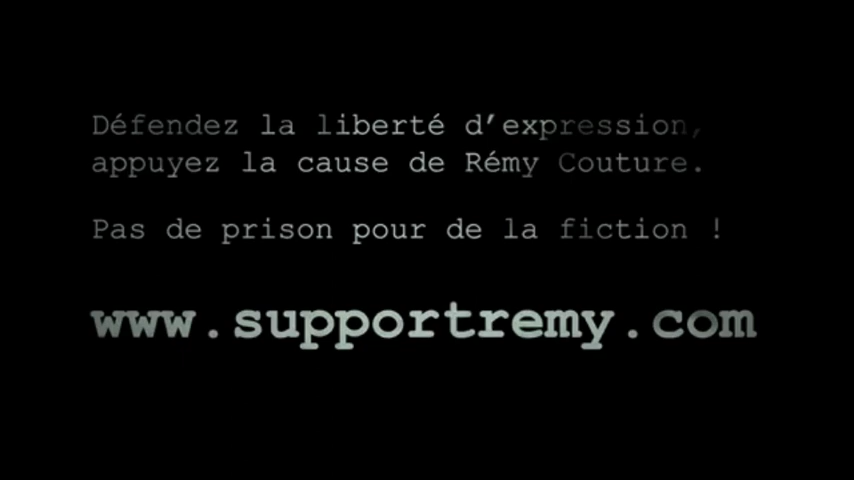 Défendez la liberté d’expression,
appuyez la cause de Rémy Couture.
Pas de prison pour de la fiction !
www.supportremy.com